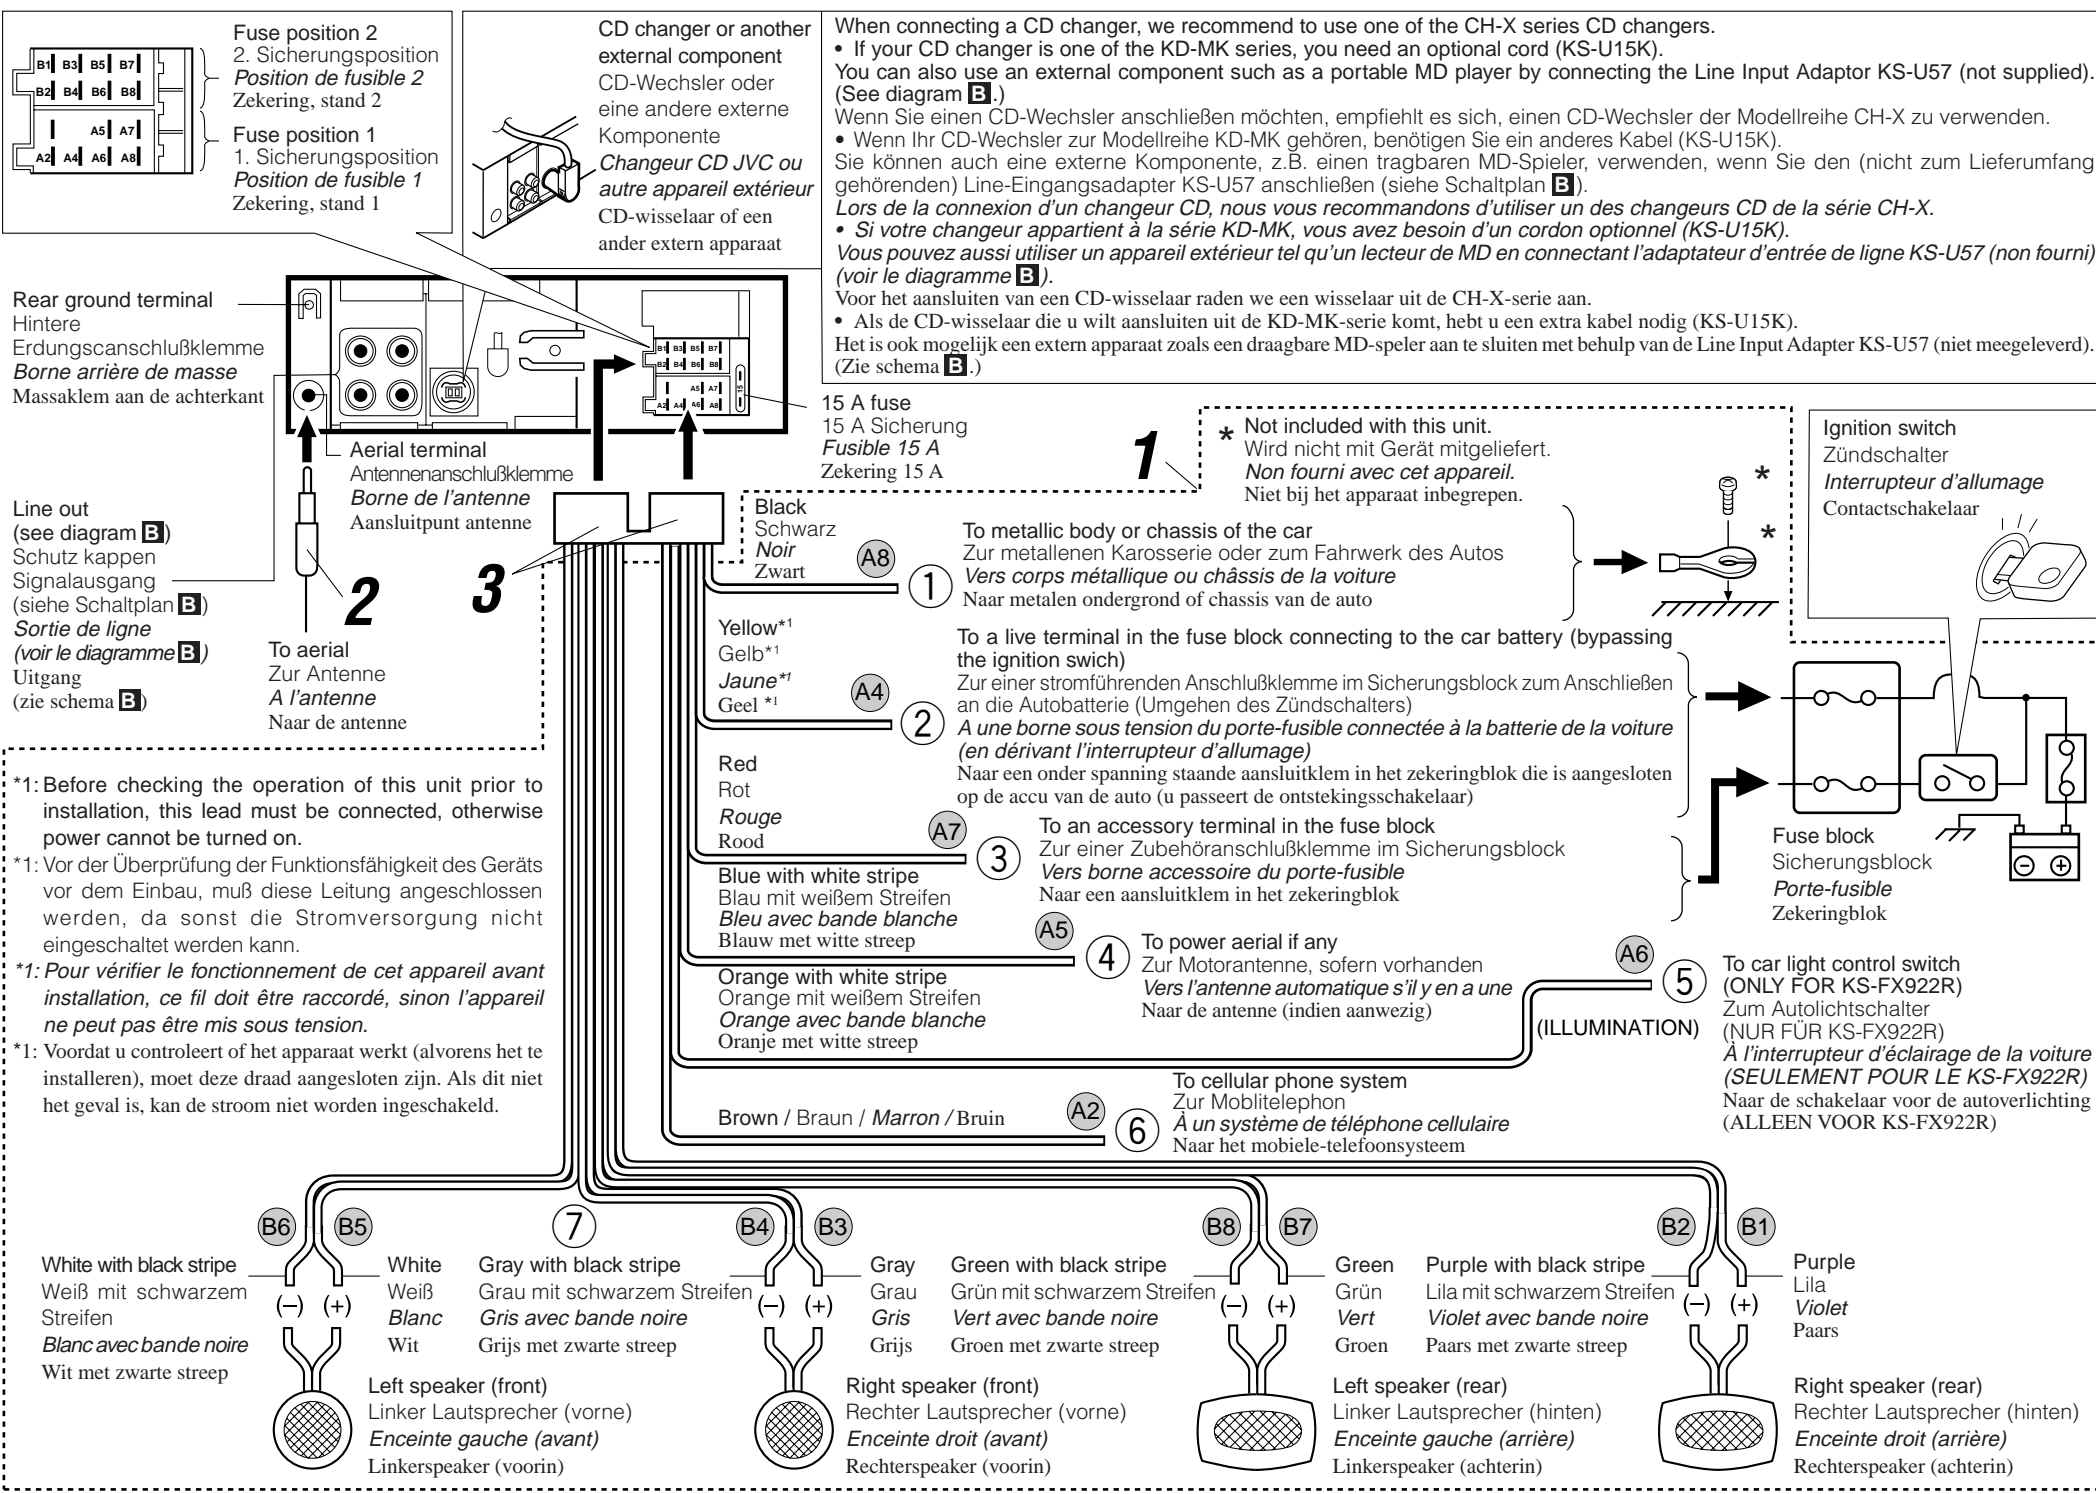 Fuse position 2
2. Sicherungsposition
Position de fusible 2
Zekering, stand 2
B1 B3 B5 B7
B2 B4 B6 B8
Fuse position 1
1. Sicherungsposition
Position de fusible 1
Zekering, stand 1
A5 A7
A2 A4 A6 A8
CD changer or another
external component
CD-Wechsler oder
eine andere externe
Komponente
Changeur CD JVC ou
autre appareil extérieur
CD-wisselaar of een
ander extern apparaat
When connecting a CD changer, we recommend to use one of the CH-X series CD changers.
• If your CD changer is one of the KD-MK series, you need an optional cord (KS-U15K).
You can also use an external component such as a portable MD player by connecting the Line Input Adaptor KS-U57 (not supplied).
(See diagram B .)
Wenn Sie einen CD-Wechsler anschließen möchten, empfiehlt es sich, einen CD-Wechsler der Modellreihe CH-X zu verwenden.
• Wenn Ihr CD-Wechsler zur Modellreihe KD-MK gehören, benötigen Sie ein anderes Kabel (KS-U15K).
Sie können auch eine externe Komponente, z.B. einen tragbaren MD-Spieler, verwenden, wenn Sie den (nicht zum Lieferumfang
gehörenden) Line-Eingangsadapter KS-U57 anschließen (siehe Schaltplan B ).
Lors de la connexion d'un changeur CD, nous vous recommandons d'utiliser un des changeurs CD de la série CH-X.
• Si votre changeur appartient à la série KD-MK, vous avez besoin d'un cordon optionnel (KS-U15K).
Vous pouvez aussi utiliser un appareil extérieur tel qu'un lecteur de MD en connectant l'adaptateur d'entrée de ligne KS-U57 (non fourni)
(voir le diagramme B ).
Voor het aansluiten van een CD-wisselaar raden we een wisselaar uit de CH-X-serie aan.
• Als de CD-wisselaar die u wilt aansluiten uit de KD-MK-serie komt, hebt u een extra kabel nodig (KS-U15K).
Het is ook mogelijk een extern apparaat zoals een draagbare MD-speler aan te sluiten met behulp van de Line Input Adapter KS-U57 (niet meegeleverd).
(Zie schema B .)
Rear ground terminal
Hintere
Erdungscanschlußklemme
Borne arrière de masse
Massaklem aan de achterkant
B1 B3 B5 B7
B2 B4 B6 B8
A5 A7
A2 A4 A6 A8
15
15 A fuse
15 A Sicherung
Fusible 15 A
Zekering 15 A
Aerial terminal
Antennenanschlußklemme
Borne de l'antenne
Aansluitpunt antenne
Line out
(see diagram B )
Schutz kappen
Signalausgang
(siehe Schaltplan B )
Sortie de ligne
(voir le diagramme B )
Uitgang
(zie schema B )
2
To aerial
Zur Antenne
A l'antenne
Naar de antenne
3
1
* Not included with this unit.
Wird nicht mit Gerät mitgeliefert.
Non fourni avec cet appareil.
Niet bij het apparaat inbegrepen.
*
*
Ignition switch
Zündschalter
Interrupteur d'allumage
Contactschakelaar
Black
Schwarz
Noir
Zwart
A8
1
To metallic body or chassis of the car
Zur metallenen Karosserie oder zum Fahrwerk des Autos
Vers corps métallique ou châssis de la voiture
Naar metalen ondergrond of chassis van de auto
Yellow*1
Gelb*1
Jaune*1
Geel *1
A4
2
To a live terminal in the fuse block connecting to the car battery (bypassing
the ignition swich)
Zur einer stromführenden Anschlußklemme im Sicherungsblock zum Anschließen
an die Autobatterie (Umgehen des Zündschalters)
A une borne sous tension du porte-fusible connectée à la batterie de la voiture
(en dérivant l'interrupteur d'allumage)
Naar een onder spanning staande aansluitklem in het zekeringblok die is aangesloten
op de accu van de auto (u passeert de ontstekingsschakelaar)
Red
Rot
Rouge
Rood
A7
3
To an accessory terminal in the fuse block
Zur einer Zubehöranschlußklemme im Sicherungsblock
Vers borne accessoire du porte-fusible
Naar een aansluitklem in het zekeringblok
Fuse block
Sicherungsblock
Porte-fusible
Zekeringblok
*1: Before checking the operation of this unit prior to
installation, this lead must be connected, otherwise
power cannot be turned on.
*1: Vor der Überprüfung der Funktionsfähigkeit des Geräts
vor dem Einbau, muß diese Leitung angeschlossen
werden, da sonst die Stromversorgung nicht
eingeschaltet werden kann.
*1: Pour vérifier le fonctionnement de cet appareil avant
installation, ce fil doit être raccordé, sinon l'appareil
ne peut pas être mis sous tension.
*1: Voordat u controleert of het apparaat werkt (alvorens het te
installeren), moet deze draad aangesloten zijn. Als dit niet
het geval is, kan de stroom niet worden ingeschakeld.
Blue with white stripe
Blau mit weißem Streifen
Bleu avec bande blanche
Blauw met witte streep
A5
4
To power aerial if any
Zur Motorantenne, sofern vorhanden
Vers l'antenne automatique s'il y en a une
Naar de antenne (indien aanwezig)
Orange with white stripe
Orange mit weißem Streifen
Orange avec bande blanche
Oranje met witte streep
A6
5
(ILLUMINATION)
To car light control switch
(ONLY FOR KS-FX922R)
Zum Autolichtschalter
(NUR FÜR KS-FX922R)
À l'interrupteur d'éclairage de la voiture
(SEULEMENT POUR LE KS-FX922R)
Naar de schakelaar voor de autoverlichting
(ALLEEN VOOR KS-FX922R)
Brown / Braun / Marron / Bruin
A2
6
To cellular phone system
Zur Moblitelephon
À un système de téléphone cellulaire
Naar het mobiele-telefoonsysteem
7
B6 B5
White with black stripe
Weiß mit schwarzem
Streifen
Blanc avec bande noire
Wit met zwarte streep
(–) (+)
White
Weiß
Blanc
Wit
Left speaker (front)
Linker Lautsprecher (vorne)
Enceinte gauche (avant)
Linkerspeaker (voorin)
B4 B3
Gray with black stripe
Grau mit schwarzem Streifen
Gris avec bande noire
Grijs met zwarte streep
(–) (+)
Gray
Grau
Gris
Grijs
Right speaker (front)
Rechter Lautsprecher (vorne)
Enceinte droit (avant)
Rechterspeaker (voorin)
B8 B7
Green with black stripe
Grün mit schwarzem Streifen
Vert avec bande noire
Groen met zwarte streep
(–) (+)
Green
Grün
Vert
Groen
Left speaker (rear)
Linker Lautsprecher (hinten)
Enceinte gauche (arrière)
Linkerspeaker (achterin)
B2 B1
Purple with black stripe
Lila mit schwarzem Streifen
Violet avec bande noire
Paars met zwarte streep
(–) (+)
Purple
Lila
Violet
Paars
Right speaker (rear)
Rechter Lautsprecher (hinten)
Enceinte droit (arrière)
Rechterspeaker (achterin)